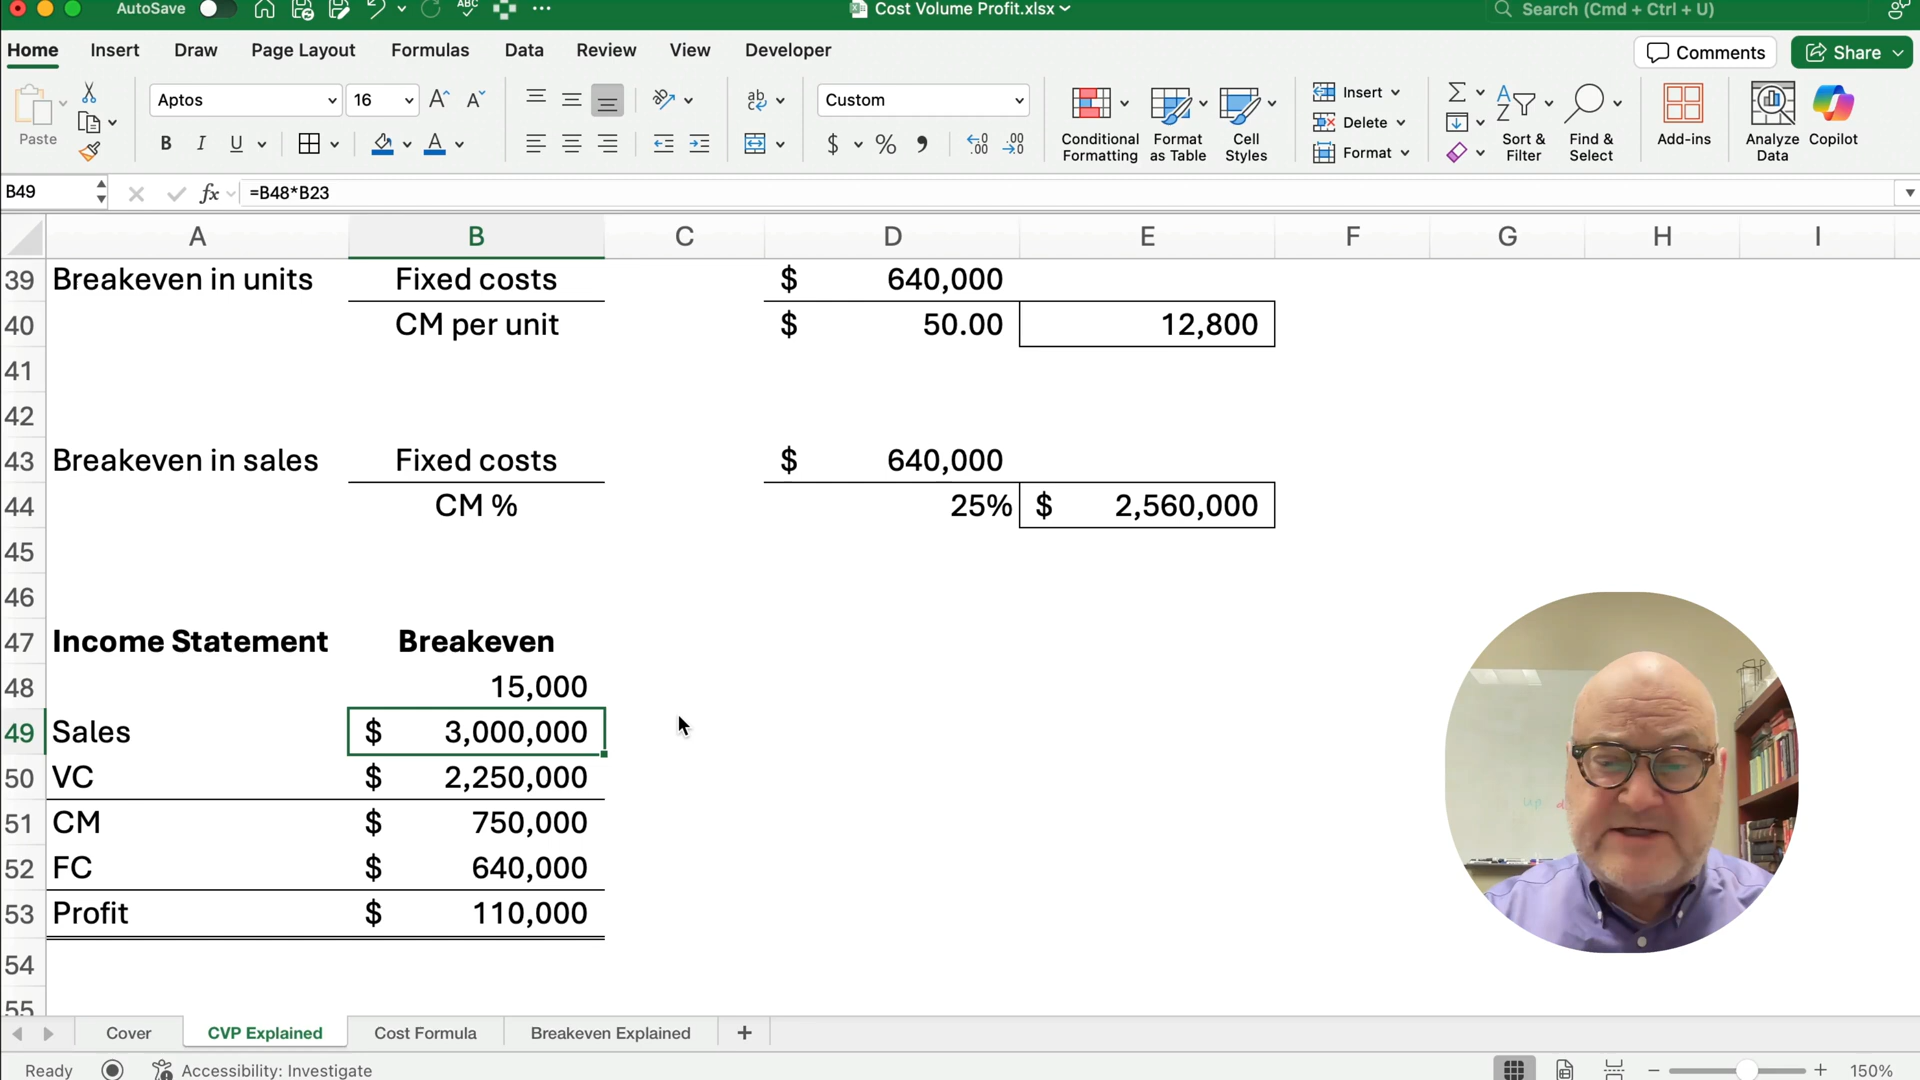 AutoSave
ABC
Cost Volume Profit.xlsx
Search (Cmd + Ctrl + U)
Home Insert Draw Page Layout Formulas Data Review View Developer
Comments Share
Paste
Aptos 16
B I U
ab
Custom
$ %
Conditional Formatting
Format as Table
Cell Styles
Insert
Delete
Format
Sort & Filter
Find & Select
Add-ins
Analyze Data
Copilot
B49 fx =B48*B23
A B C D E F G H I
39 Breakeven in units Fixed costs $ 640,000
40 CM per unit $ 50.00 12,800
41
42
43 Breakeven in sales Fixed costs $ 640,000
44 CM % 25% $ 2,560,000
45
46
47 Income Statement Breakeven
48 15,000
49 Sales $ 3,000,000
50 VC $ 2,250,000
51 CM $ 750,000
52 FC $ 640,000
53 Profit $ 110,000
54
55
Cover CVP Explained Cost Formula Breakeven Explained +
Ready Accessibility: Investigate 150%